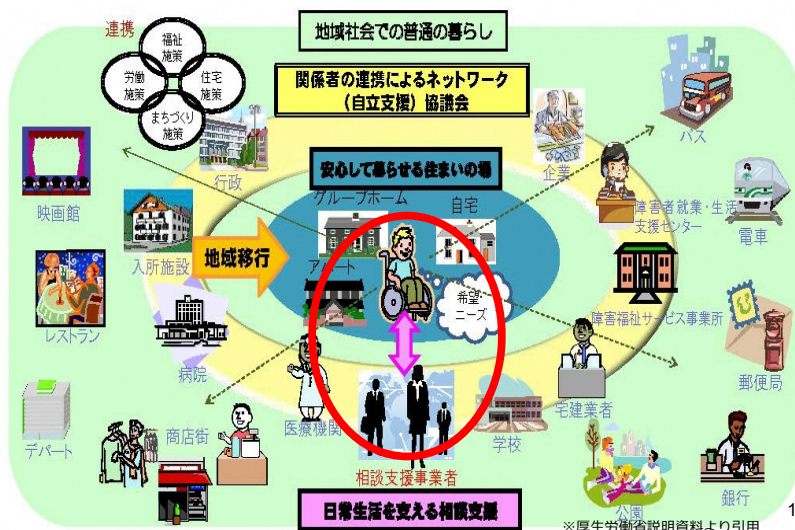 連携
福祉
施策
労働
施策
住宅
施策
まちづくり
施策
地域社会での普通の暮らし
関係者の連携によるネットワーク
(自立支援)協議会
安心して暮らせる住まいの場
行政
企業
バス
映画館
グループホーム
自宅
障害者就業・生活
支援センター
電車
入所施設
地域移行
アパート
希望・
ニーズ
レストラン
病院
障害福祉サービス事業所
郵便局
デパート
商店街
医療機関
相談支援事業者
学校
宅建業者
公園
銀行
日常生活を支える相談支援
1
※厚生労働省説明資料より引用